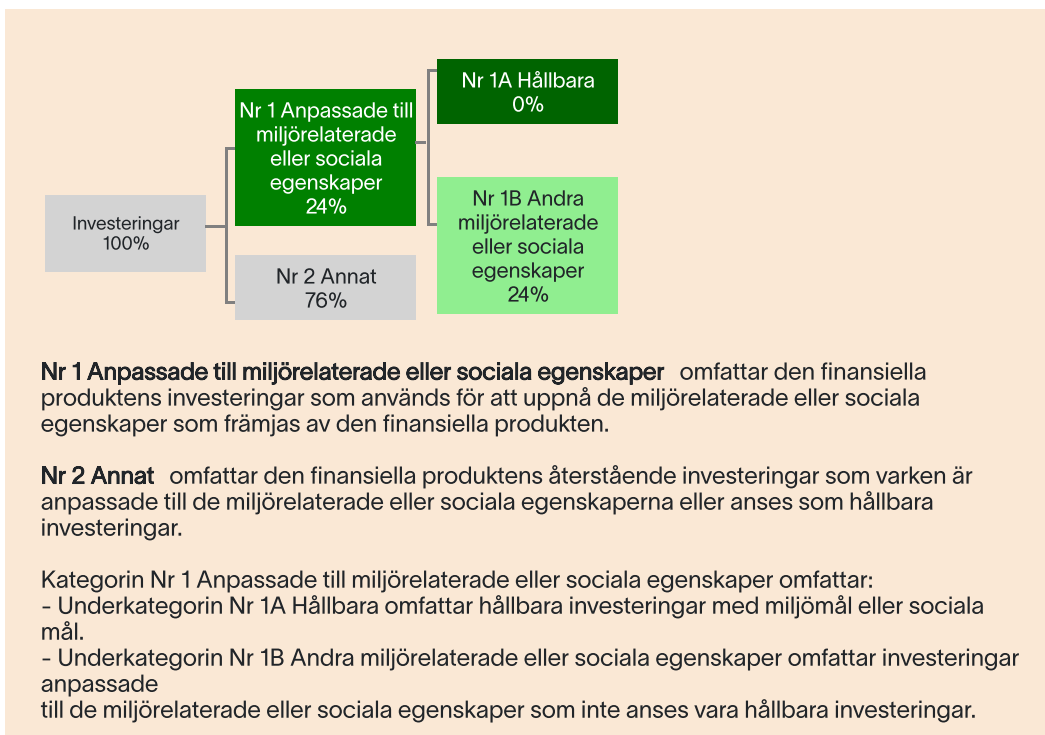 Nr 1A Hållbara
0%
Nr 1 Anpassade till
miljörelaterade
eller sociala
egenskaper
24%
Investeringar
100%
Nr 1B Andra
miljörelaterade
eller sociala
egenskaper
24%
Nr 2 Annat
76%
Nr 1 Anpassade till miljörelaterade eller sociala egenskaper omfattar den finansiella
produktens investeringar som används för att uppnå de miljörelaterade eller sociala
egenskaper som främjas av den finansiella produkten.
Nr 2 Annat omfattar den finansiella produktens återstående investeringar som varken är
anpassade till de miljörelaterade eller sociala egenskaperna eller anses som hållbara
investeringar.
Kategorin Nr 1 Anpassade till miljörelaterade eller sociala egenskaper omfattar:
- Underkategorin Nr 1A Hållbara omfattar hållbara investeringar med miljömål eller sociala
mål.
- Underkategorin Nr 1B Andra miljörelaterade eller sociala egenskaper omfattar investeringar
anpassade
till de miljörelaterade eller sociala egenskaper som inte anses vara hållbara investeringar.